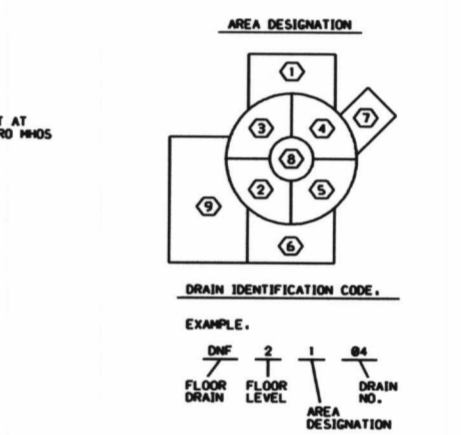 AREA DESIGNATION
1
T AT
RO MHOS
3
4
7
8
2
5
9
6
DRAIN IDENTIFICATION CODE.
EXAMPLE.
DNF 2 1 04
FLOOR DRAIN
FLOOR LEVEL
DRAIN NO.
AREA DESIGNATION